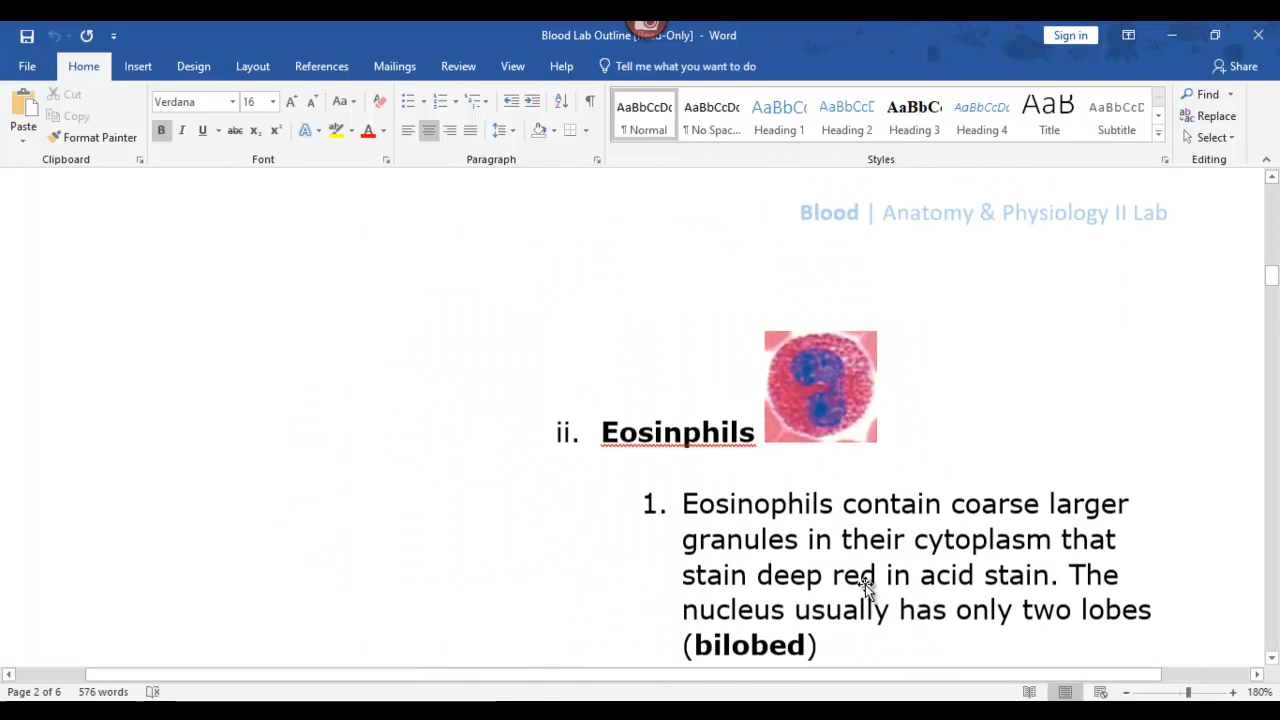 Blood Lab Outline [Read-Only] - Word
Sign in
File Home Insert Design Layout References Mailings Review View Help Tell me what you want to do Share
Paste
Cut
Copy
Format Painter
Clipboard
Verdana 16
Font
Paragraph
AaBbCcDc AaBbCcDc AaBbC( AaBbCcE AaBbC AaBbCcD AaB AaBbCcD
¶ Normal ¶ No Spac... Heading 1 Heading 2 Heading 3 Heading 4 Title Subtitle
Styles
Find
Replace
Select
Editing
Blood | Anatomy & Physiology II Lab
ii. Eosinphils
1. Eosinophils contain coarse larger
granules in their cytoplasm that
stain deep red in acid stain. The
nucleus usually has only two lobes
(bilobed)
Page 2 of 6 576 words 180%